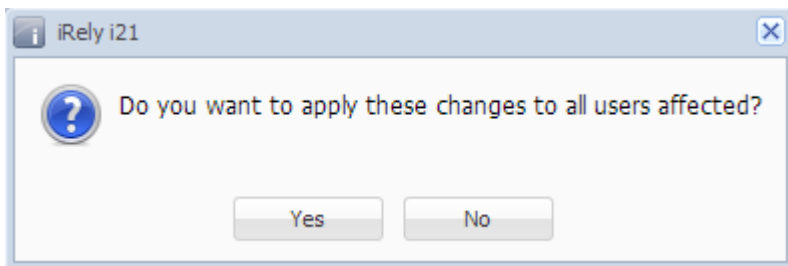 iRely i21
Do you want to apply these changes to all users affected?
Yes
No